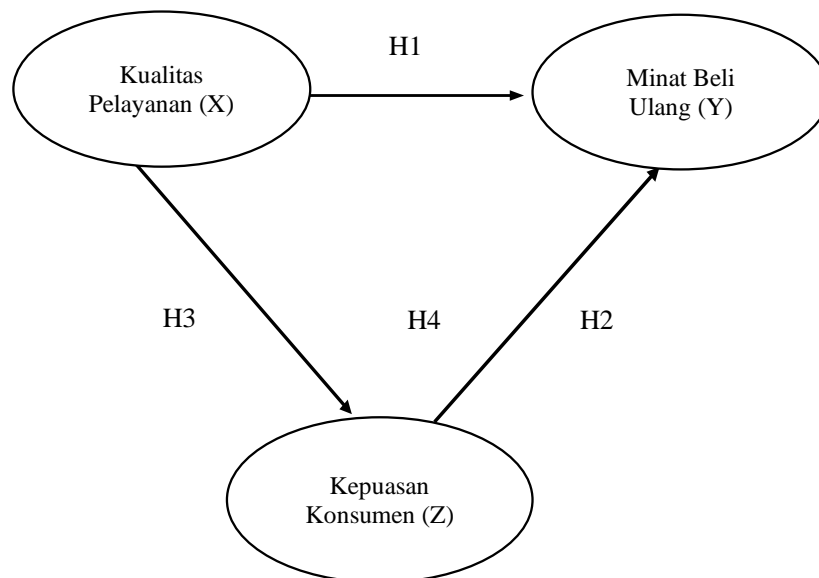 H1
Kualitas
Pelayanan (X)
Minat Beli
Ulang (Y)
H3
H4
H2
Kepuasan
Konsumen (Z)